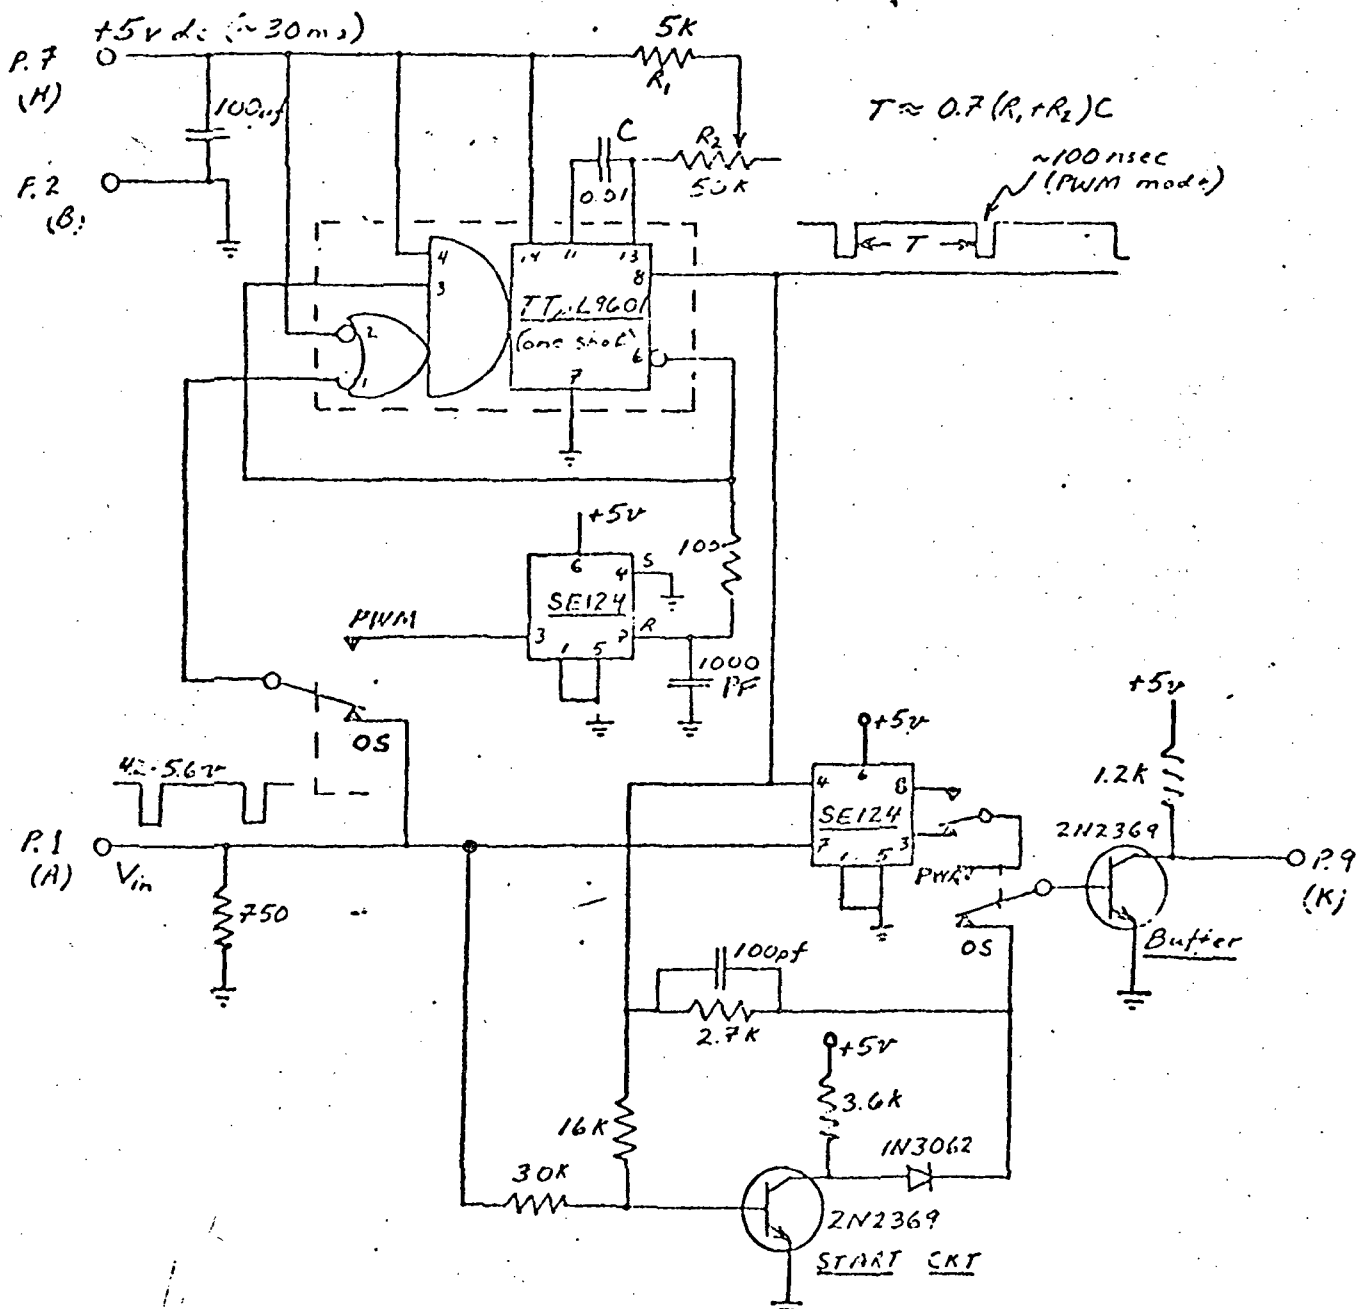 +5v dc (~30ma)
P.7
(H)
100μf
P.2
(B)
5K
R1
T ≈ 0.7 (R1+R2) C
C
0.01
R2
50K
~100 nsec
(PWM mode)
T
4
3
2
1
14 11 13
8
TTμL9601
(one shot)
6
7
+5v
6
4 S
SE124
3
7 R
1 5
100
1000
PF
PWM
OS
4.2-5.6v
P.1
(A)
Vin
750
+5v
4 6 8
SE124
7 3
1 5
PWM
OS
+5v
1.2K
2N2369
P.9
(K)
Buffer
100pf
2.7K
+5v
3.6K
1N3062
16K
30K
2N2369
START CKT